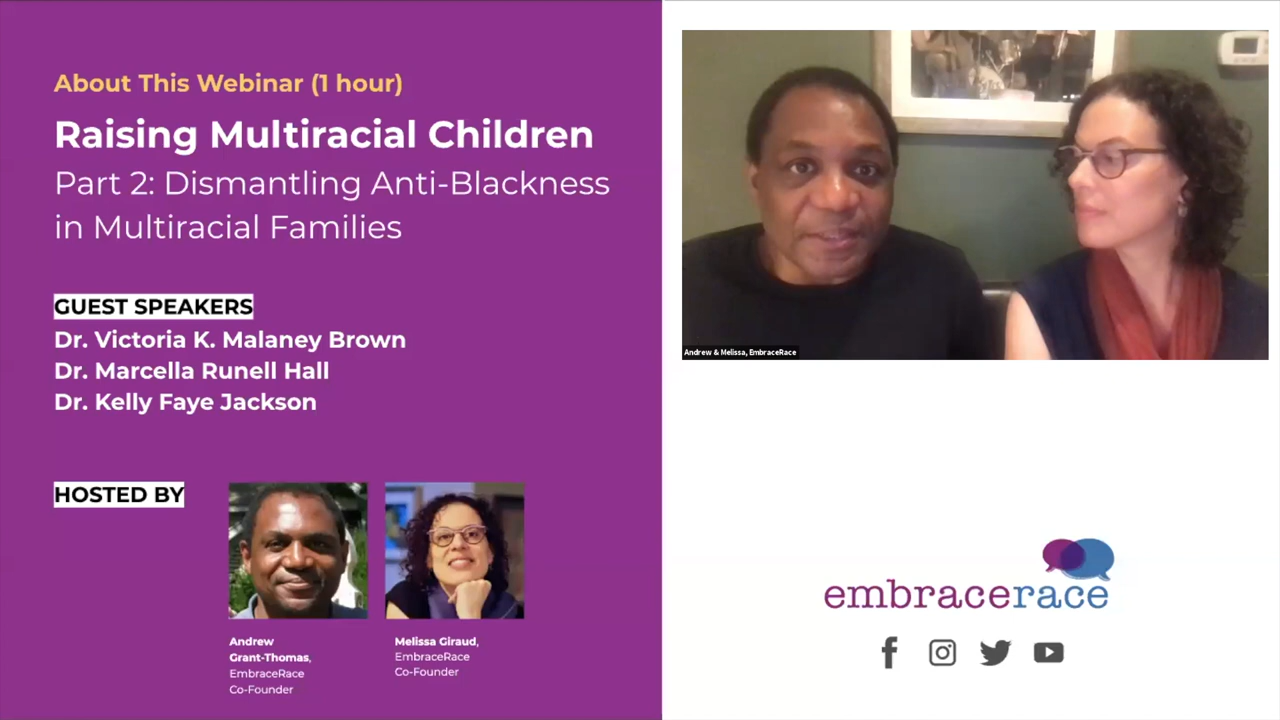 About This Webinar (1 hour)
Raising Multiracial Children
Part 2: Dismantling Anti-Blackness
in Multiracial Families
GUEST SPEAKERS
Dr. Victoria K. Malaney Brown
Dr. Marcella Runell Hall
Dr. Kelly Faye Jackson
HOSTED BY
Andrew
Grant-Thomas,
EmbraceRace
Co-Founder
Melissa Giraud,
EmbraceRace
Co-Founder
Andrew & Melissa, EmbraceRace
embracerace